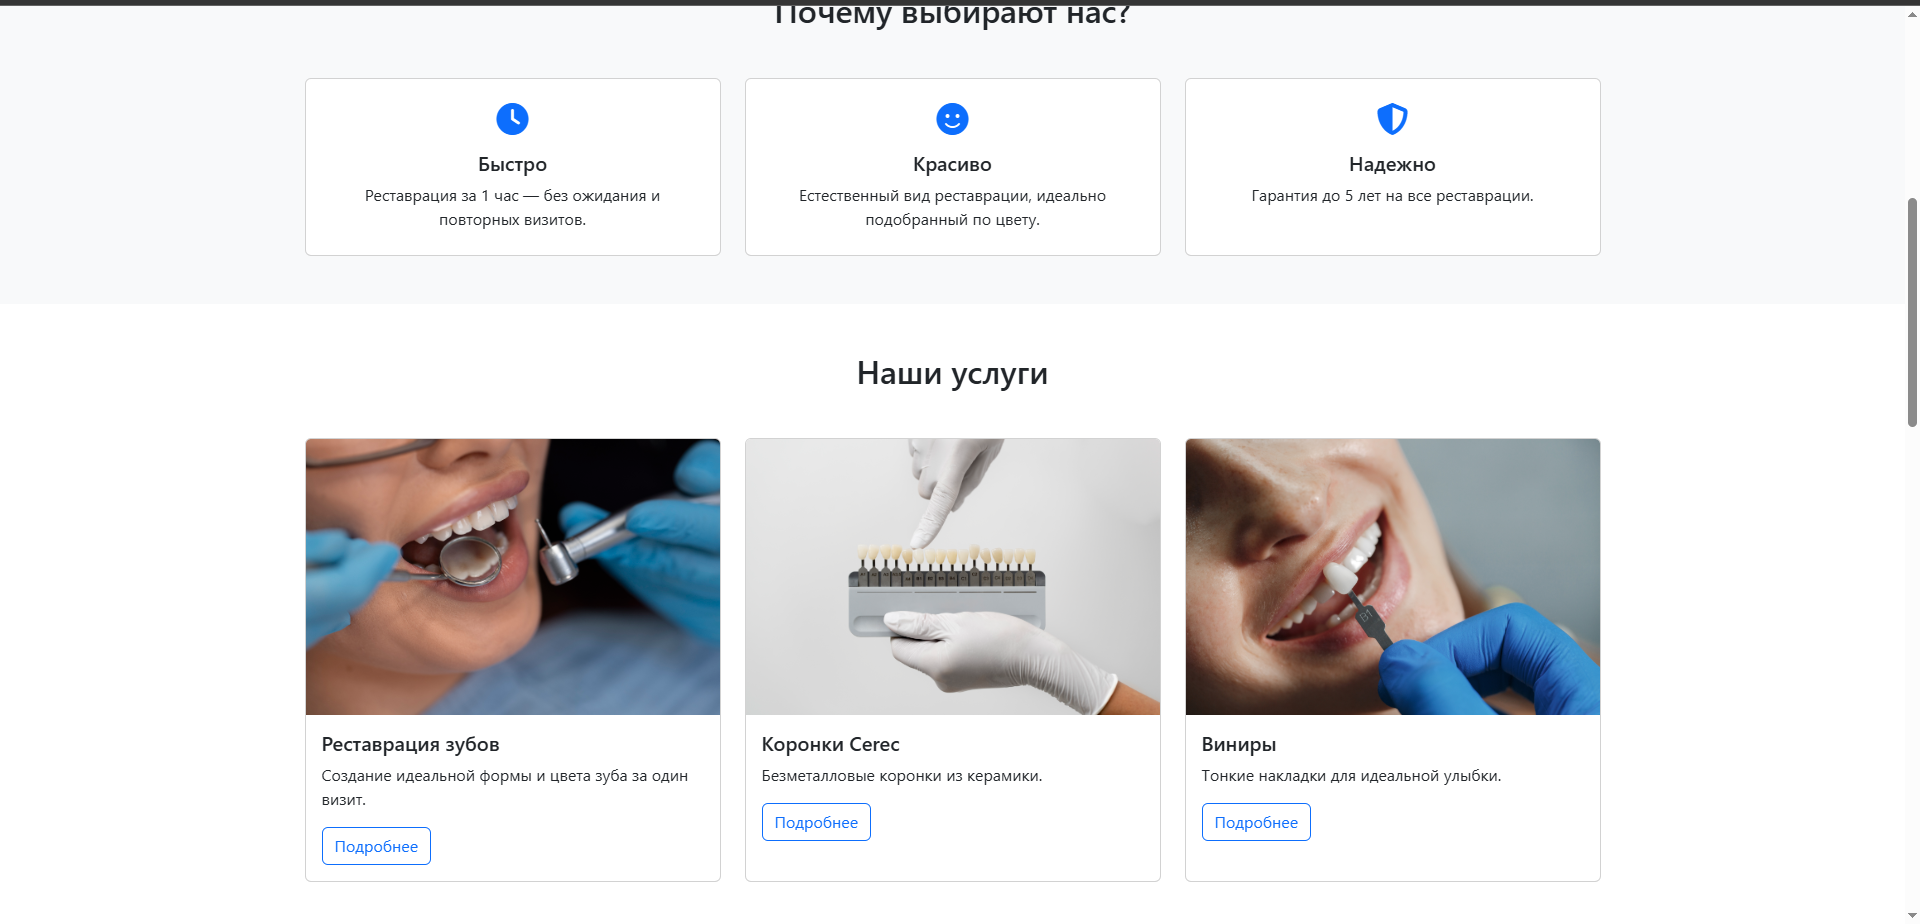 Почему выбирают нас?
Быстро
Реставрация за 1 час — без ожидания и
повторных визитов.
Красиво
Естественный вид реставрации, идеально
подобранный по цвету.
Надежно
Гарантия до 5 лет на все реставрации.
Наши услуги
B1
Реставрация зубов
Создание идеальной формы и цвета зуба за один
визит.
Подробнее
Коронки Cerec
Безметалловые коронки из керамики.
Подробнее
Виниры
Тонкие накладки для идеальной улыбки.
Подробнее